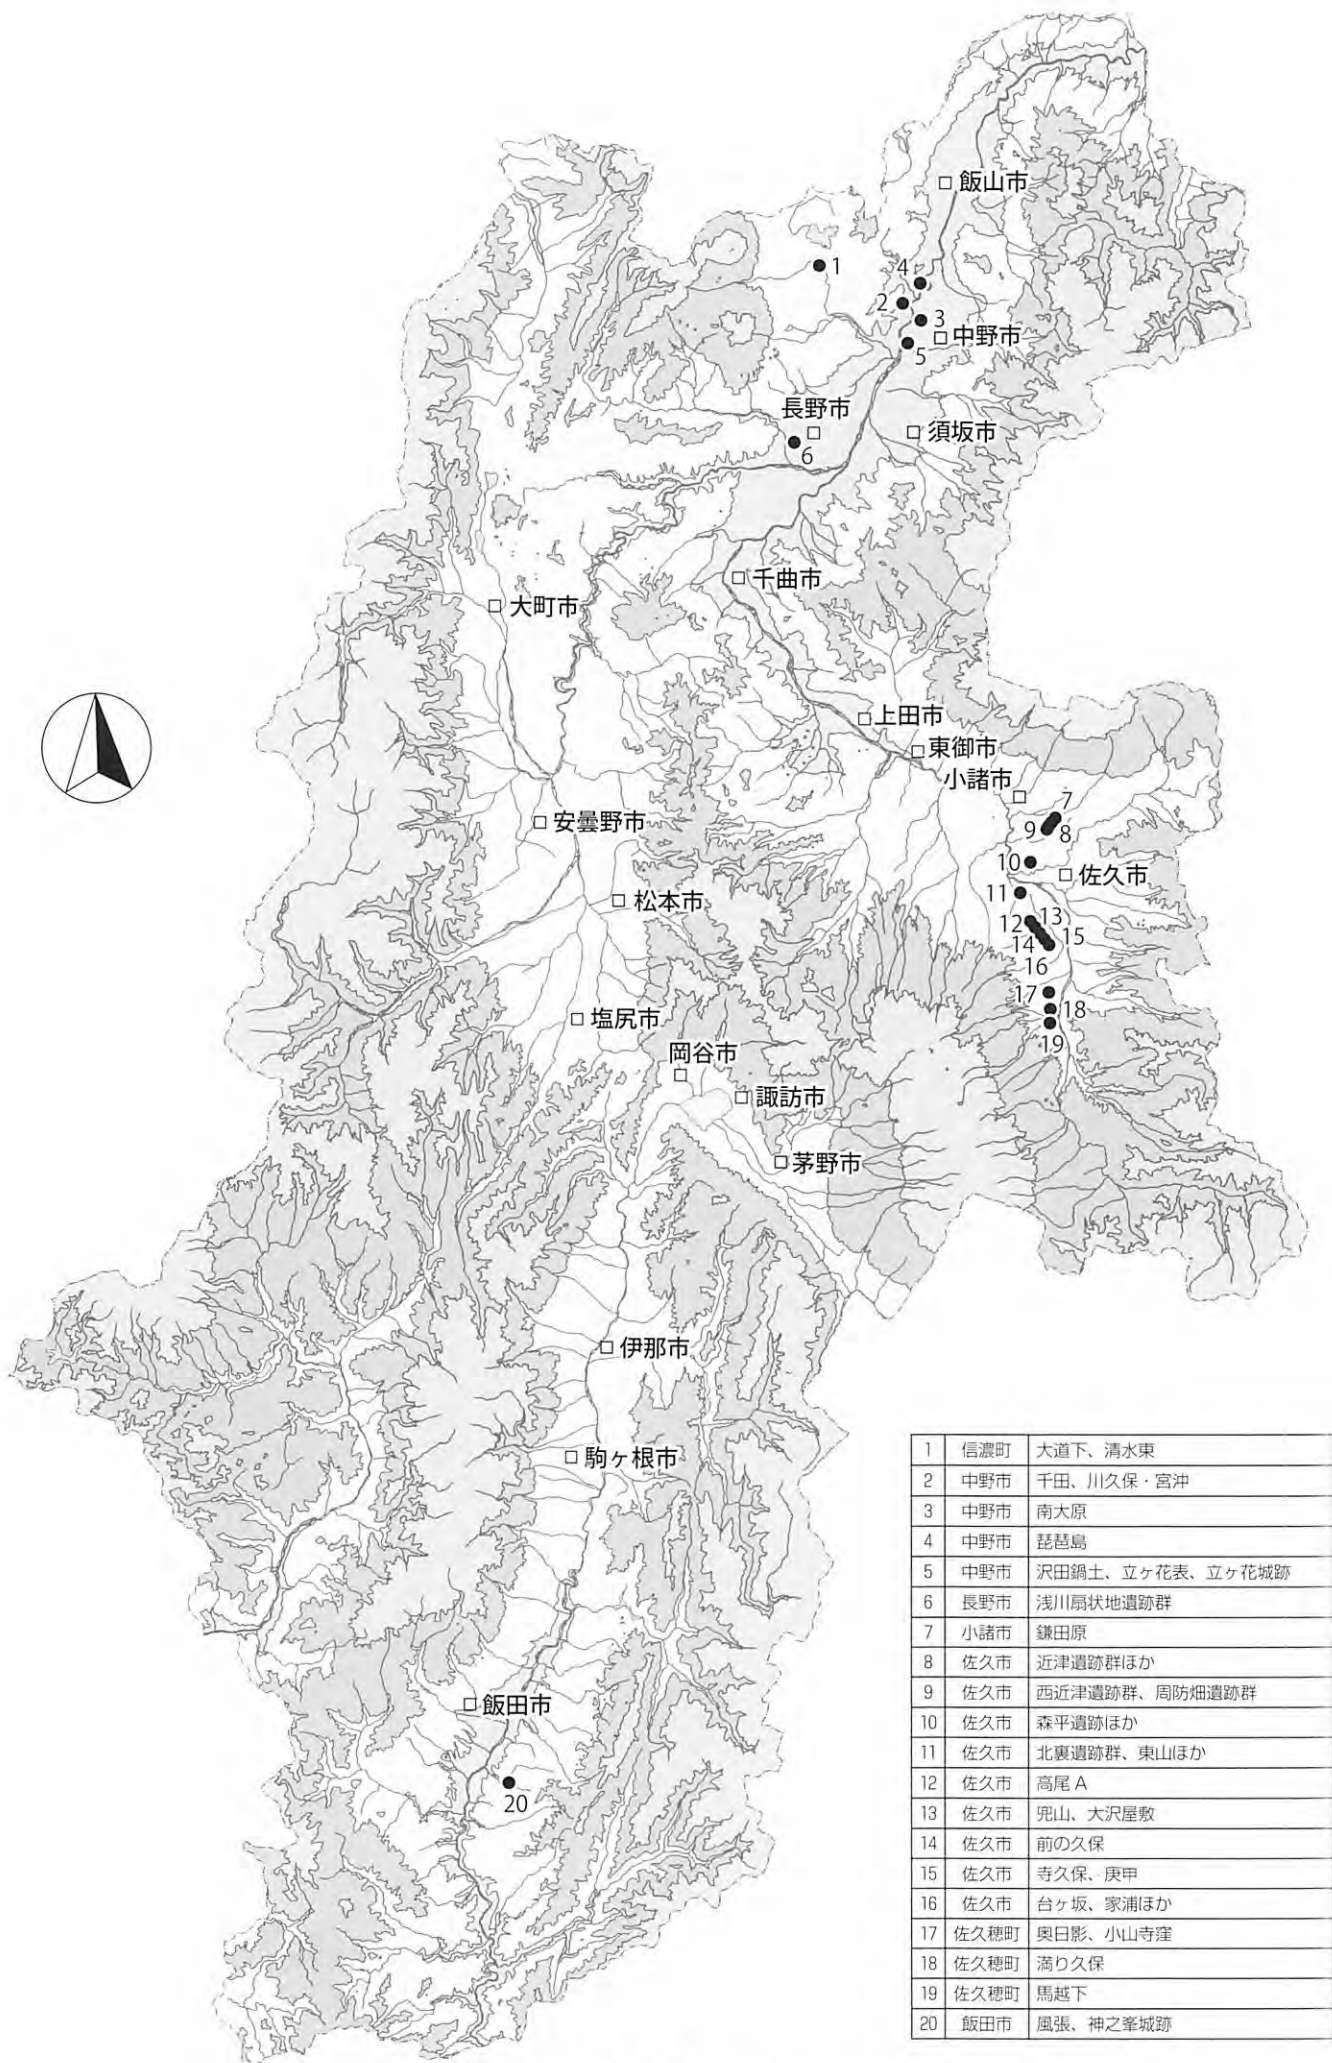 飯山市
1
4
2
3
中野市
5
長野市
須坂市
6
千曲市
大町市
上田市
東御市
小諸市
7
9
8
安曇野市
10
佐久市
11
松本市
12
13
14
15
16
17
18
塩尻市
19
岡谷市
諏訪市
茅野市
伊那市
駒ヶ根市
飯田市
20
1 信濃町 大道下、清水東
2 中野市 千田、川久保・宮沖
3 中野市 南大原
4 中野市 琵琶島
5 中野市 沢田鍋土、立ヶ花表、立ヶ花城跡
6 長野市 浅川扇状地遺跡群
7 小諸市 鎌田原
8 佐久市 近津遺跡群ほか
9 佐久市 西近津遺跡群、周防畑遺跡群
10 佐久市 森平遺跡ほか
11 佐久市 北裏遺跡群、東山ほか
12 佐久市 高尾A
13 佐久市 兜山、大沢屋敷
14 佐久市 前の久保
15 佐久市 寺久保、庚申
16 佐久市 台ヶ坂、家浦ほか
17 佐久穂町 奥日影、小山寺窪
18 佐久穂町 満り久保
19 佐久穂町 馬越下
20 飯田市 風張、神之峯城跡